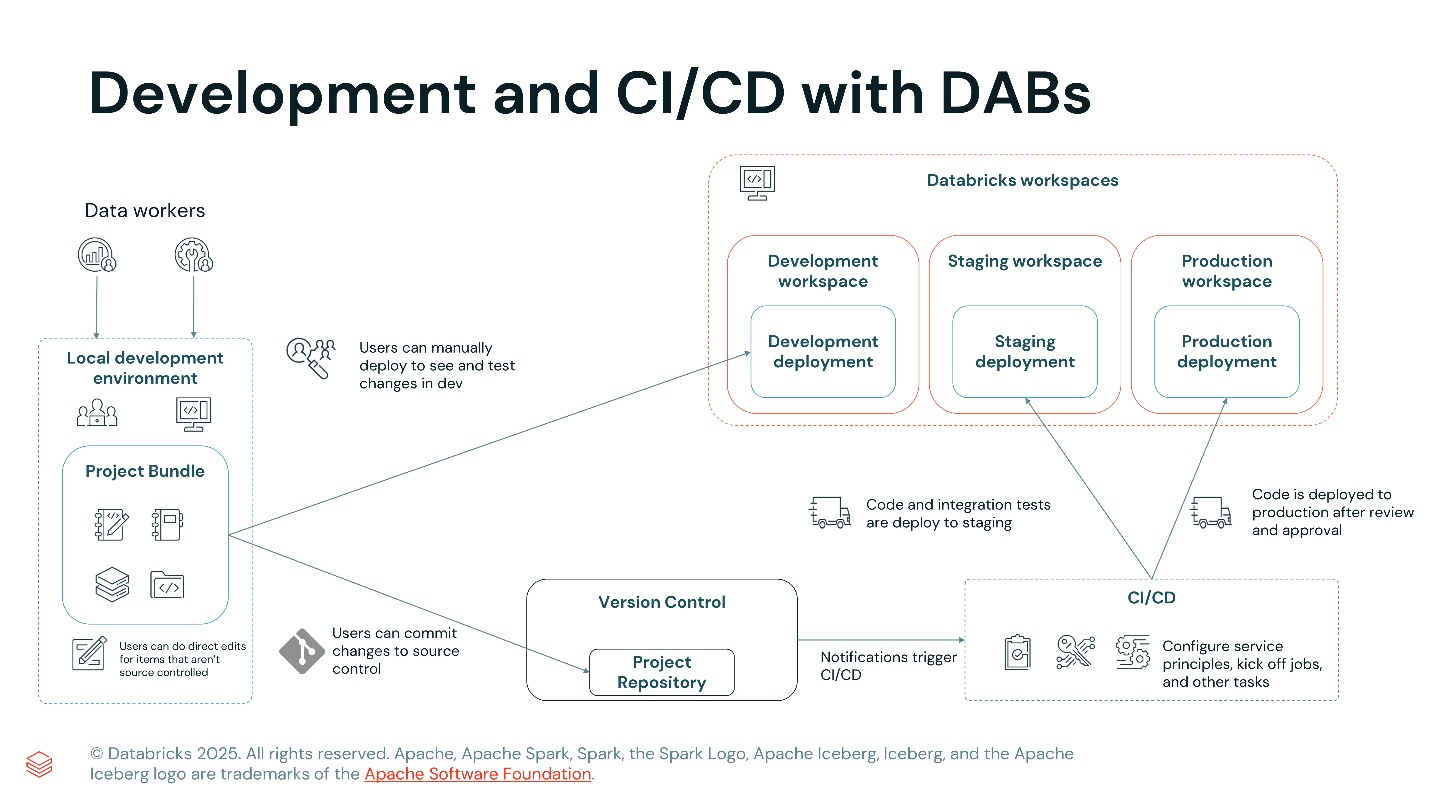 Development and CI/CD with DABs
Data workers
Local development
environment
Project Bundle
Users can do direct edits
for items that aren't
source controlled
Users can manually
deploy to see and test
changes in dev
Users can commit
changes to source
control
Databricks workspaces
Development
workspace
Development
deployment
Staging workspace
Staging
deployment
Production
workspace
Production
deployment
Code and integration tests
are deploy to staging
Code is deployed to
production after review
and approval
Version Control
Project
Repository
Notifications trigger
CI/CD
CI/CD
Configure service
principles, kick off jobs,
and other tasks
© Databricks 2025. All rights reserved. Apache, Apache Spark, Spark, the Spark Logo, Apache Iceberg, Iceberg, and the Apache
Iceberg logo are trademarks of the Apache Software Foundation.